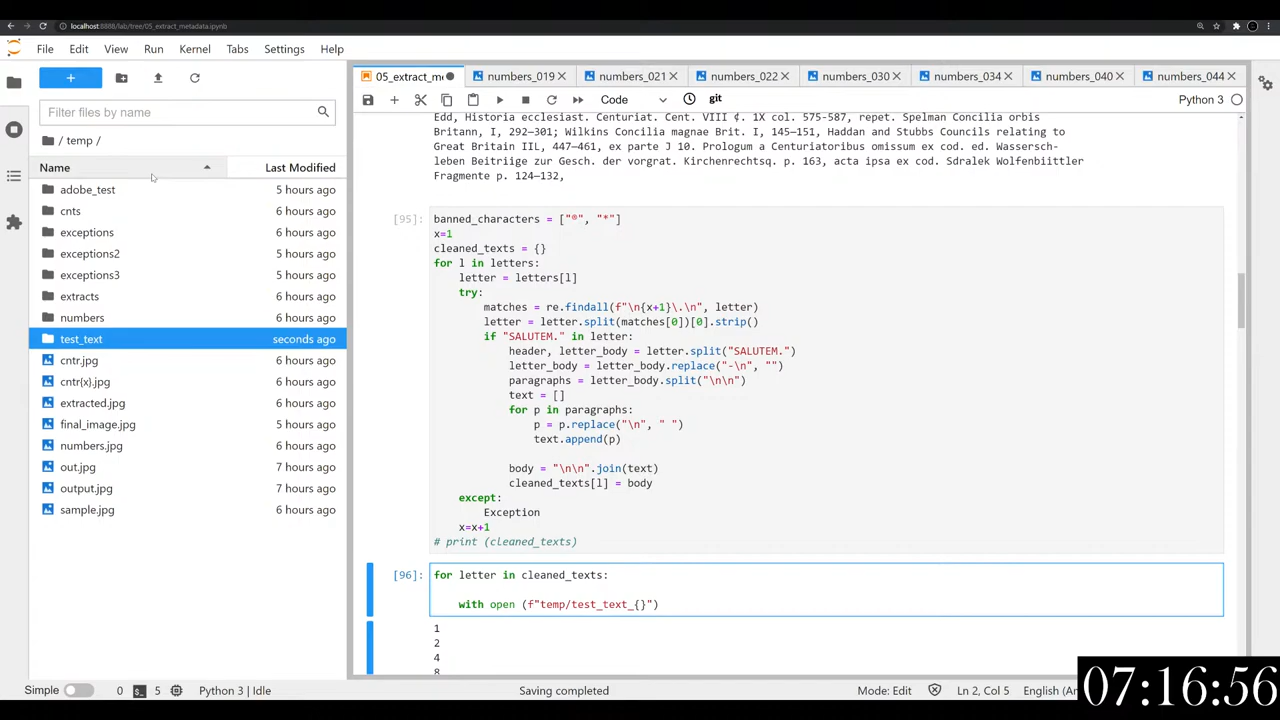 localhost:8888/lab/tree/05_extract_metadata.ipynb
File Edit View Run Kernel Tabs Settings Help
+
Filter files by name
/ temp /
Name Last Modified
adobe_test 5 hours ago
cnts 6 hours ago
exceptions 6 hours ago
exceptions2 5 hours ago
exceptions3 5 hours ago
extracts 6 hours ago
numbers 6 hours ago
test_text seconds ago
cntr.jpg 6 hours ago
cntr{x}.jpg 6 hours ago
extracted.jpg 6 hours ago
final_image.jpg 5 hours ago
numbers.jpg 6 hours ago
out.jpg 7 hours ago
output.jpg 7 hours ago
sample.jpg 6 hours ago
05_extract_me numbers_019 numbers_021 numbers_022 numbers_030 numbers_034 numbers_040 numbers_044
Code git Python 3
Edd, Historia ecclesiast. Centuriat. Cent. VIII ¢. 1X col. 575-587, repet. Spelman Concilia orbis
Britann, I, 292—301; Wilkins Concilia magnae Brit. I, 145—151, Haddan and Stubbs Councils relating to
Great Britain IIL, 447—461, ex parte J 10. Prologum a Centuriatoribus omissum ex cod. ed. Wassersch-
leben Beitriige zur Gesch. der vorgrat. Kirchenrechtsq. p. 163, acta ipsa ex cod. Sdralek Wolfenbiittler
Fragmente p. 124—132,
[95]: banned_characters = ["®", "*"]
x=1
cleaned_texts = {}
for l in letters:
letter = letters[l]
try:
matches = re.findall(f"\n{x+1}\.\n", letter)
letter = letter.split(matches[0])[0].strip()
if "SALUTEM." in letter:
header, letter_body = letter.split("SALUTEM.")
letter_body = letter_body.replace("-\n", "")
paragraphs = letter_body.split("\n\n")
text = []
for p in paragraphs:
p = p.replace("\n", " ")
text.append(p)
body = "\n\n".join(text)
cleaned_texts[l] = body
except:
Exception
x=x+1
# print (cleaned_texts)
[96]: for letter in cleaned_texts:
with open (f"temp/test_text_{}")
1
2
4
8
Simple 0 5 Python 3 | Idle Saving completed Mode: Edit Ln 2, Col 5
07:16:56